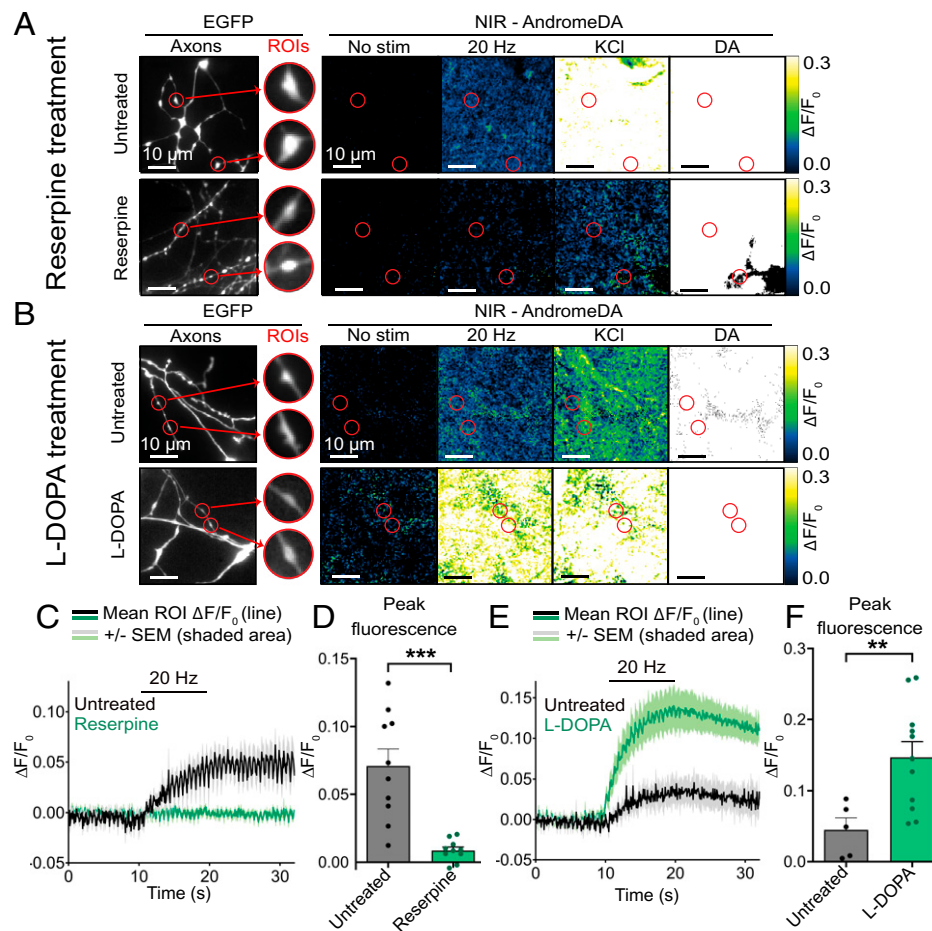 A
EGFP
NIR - AndromeDA
Axons ROIs No stim 20 Hz KCl DA
Reserpine treatment
Untreated
10 μm
10 μm
0.3
ΔF/F₀
0.0
Reserpine
0.3
ΔF/F₀
0.0
B
EGFP
NIR - AndromeDA
Axons ROIs No stim 20 Hz KCl DA
L-DOPA treatment
Untreated
10 μm
10 μm
0.3
ΔF/F₀
0.0
L-DOPA
0.3
ΔF/F₀
0.0
C
Mean ROI ΔF/F₀ (line)
+/- SEM (shaded area)
20 Hz
Untreated
Reserpine
ΔF/F₀
0.10
0.05
0.00
-0.05
0 10 20 30
Time (s)
D
Peak
fluorescence
***
ΔF/F₀
0.15
0.10
0.05
0.00
Untreated
Reserpine
E
Mean ROI ΔF/F₀ (line)
+/- SEM (shaded area)
20 Hz
Untreated
L-DOPA
ΔF/F₀
0.15
0.10
0.05
0.00
-0.05
0 10 20 30
Time (s)
F
Peak
fluorescence
**
ΔF/F₀
0.3
0.2
0.1
0.0
Untreated
L-DOPA